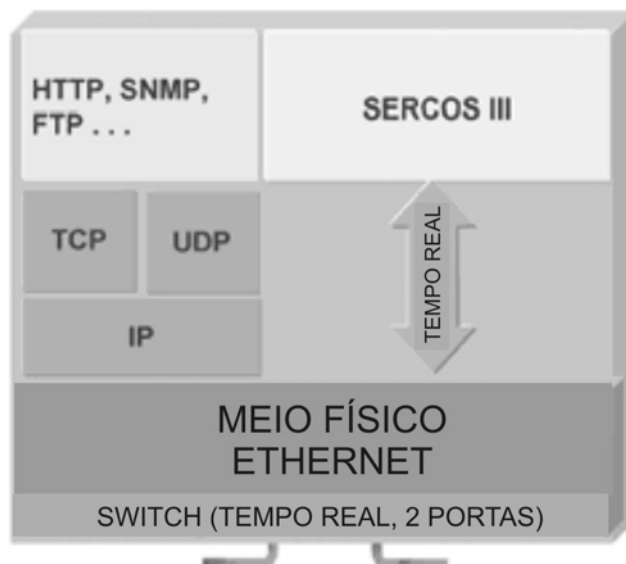 HTTP, SNMP,
FTP . . .
SERCOS III
TCP
UDP
IP
TEMPO REAL
MEIO FÍSICO
ETHERNET
SWITCH (TEMPO REAL, 2 PORTAS)